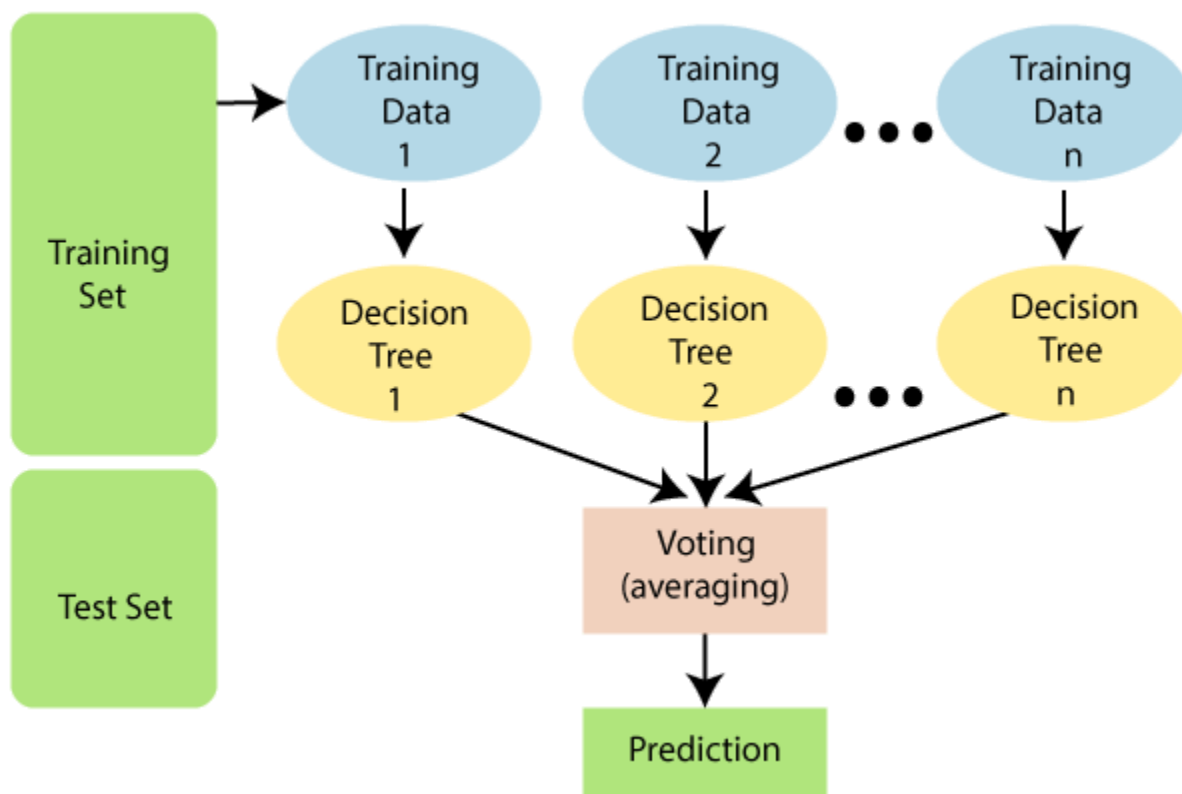 Training
Set
Test Set
Training
Data
1
Training
Data
2
Training
Data
n
Decision
Tree
1
Decision
Tree
2
Decision
Tree
n
Voting
(averaging)
Prediction